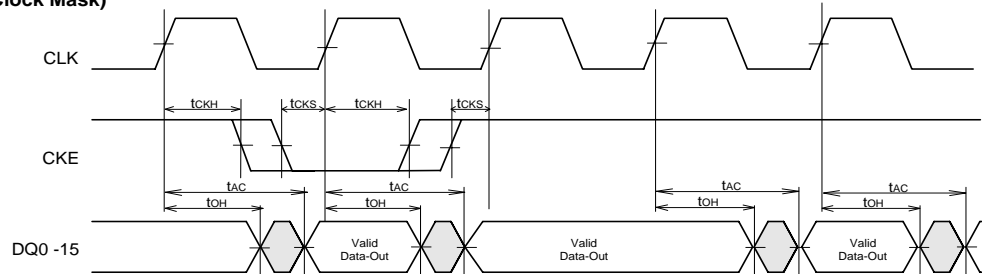 Clock Mask)
CLK
tCKH tCKS tCKH tCKS
CKE
tAC tAC tAC tAC
tOH tOH tOH tOH
DQ0 -15
Valid Data-Out
Valid Data-Out
Valid Data-Out